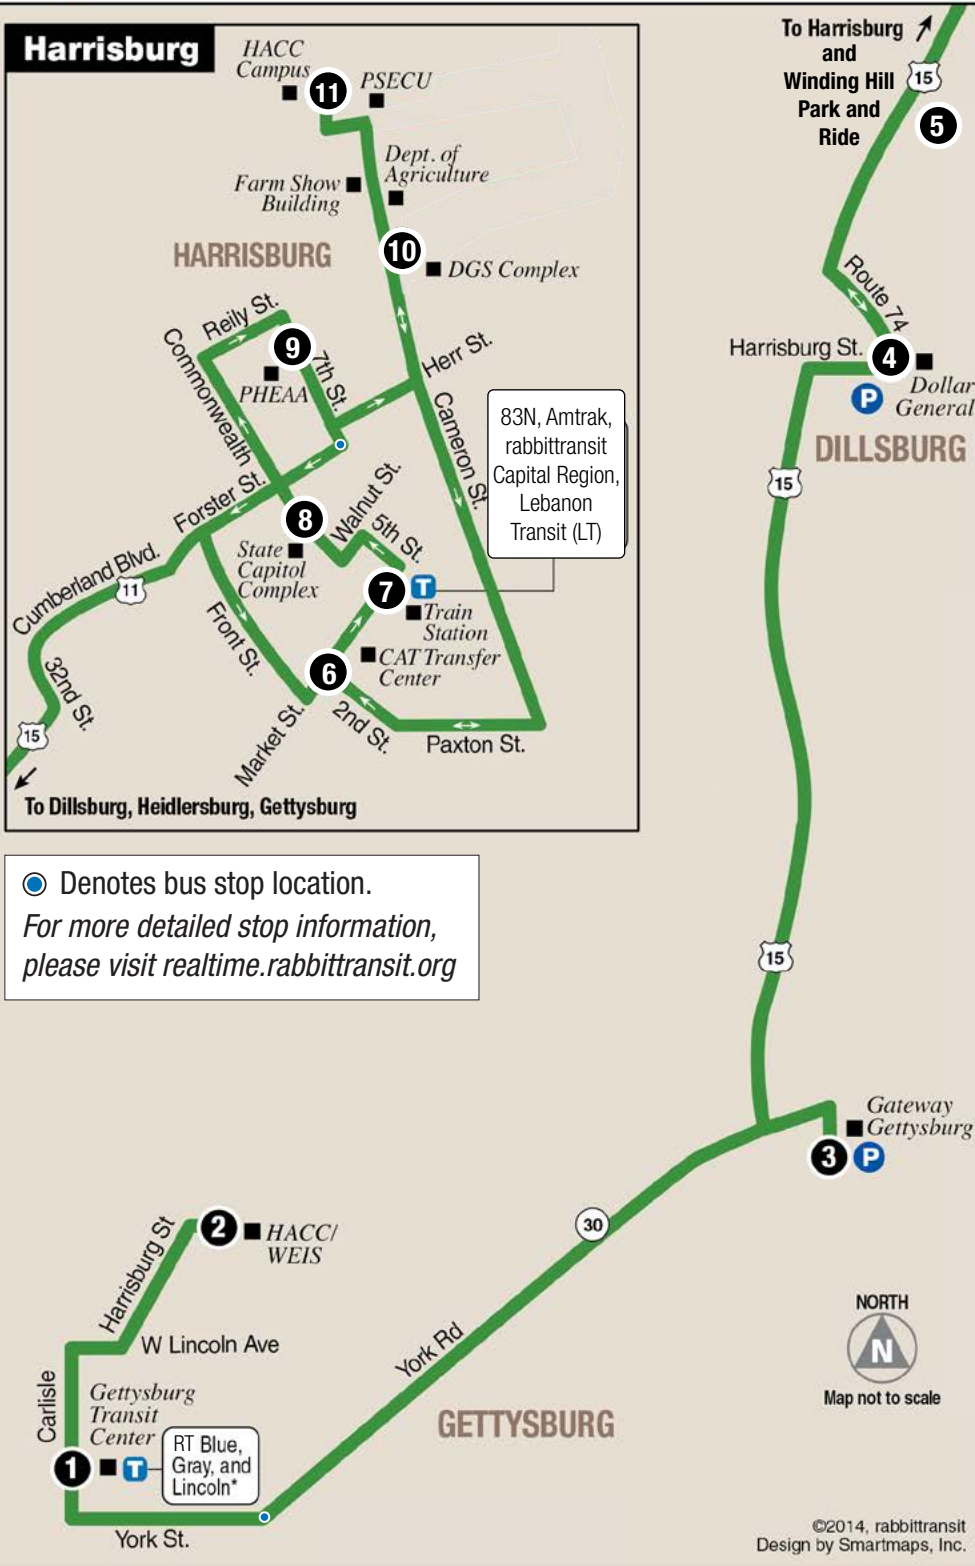 Harrisburg
HACC
Campus
11
PSECU
Dept. of
Agriculture
Farm Show
Building
HARRISBURG
10
DGS Complex
Reily St.
Commonwealth
9
7th St.
PHEAA
Herr St.
Cameron St.
83N, Amtrak,
rabbittransit
Capital Region,
Lebanon
Transit (LT)
Forster St.
Walnut St.
5th St.
8
State
Capitol
Complex
Cumberland Blvd.
11
7
T
Train
Station
Front St.
CAT Transfer
Center
6
32nd St.
15
Market St.
2nd St.
Paxton St.
To Dillsburg, Heidlersburg, Gettysburg
To Harrisburg
and
Winding Hill
Park and
Ride
15
5
Route 74
Harrisburg St.
4
P
Dollar
General
DILLSBURG
15
Denotes bus stop location.
For more detailed stop information,
please visit realtime.rabbittransit.org
15
Gateway
Gettysburg
3
P
30
York Rd
2
HACC/
WEIS
Harrisburg St
W Lincoln Ave
Carlisle
Gettysburg
Transit
Center
1
T
RT Blue,
Gray, and
Lincoln*
York St.
GETTYSBURG
NORTH
N
Map not to scale
©2014, rabbittransit
Design by Smartmaps, Inc.